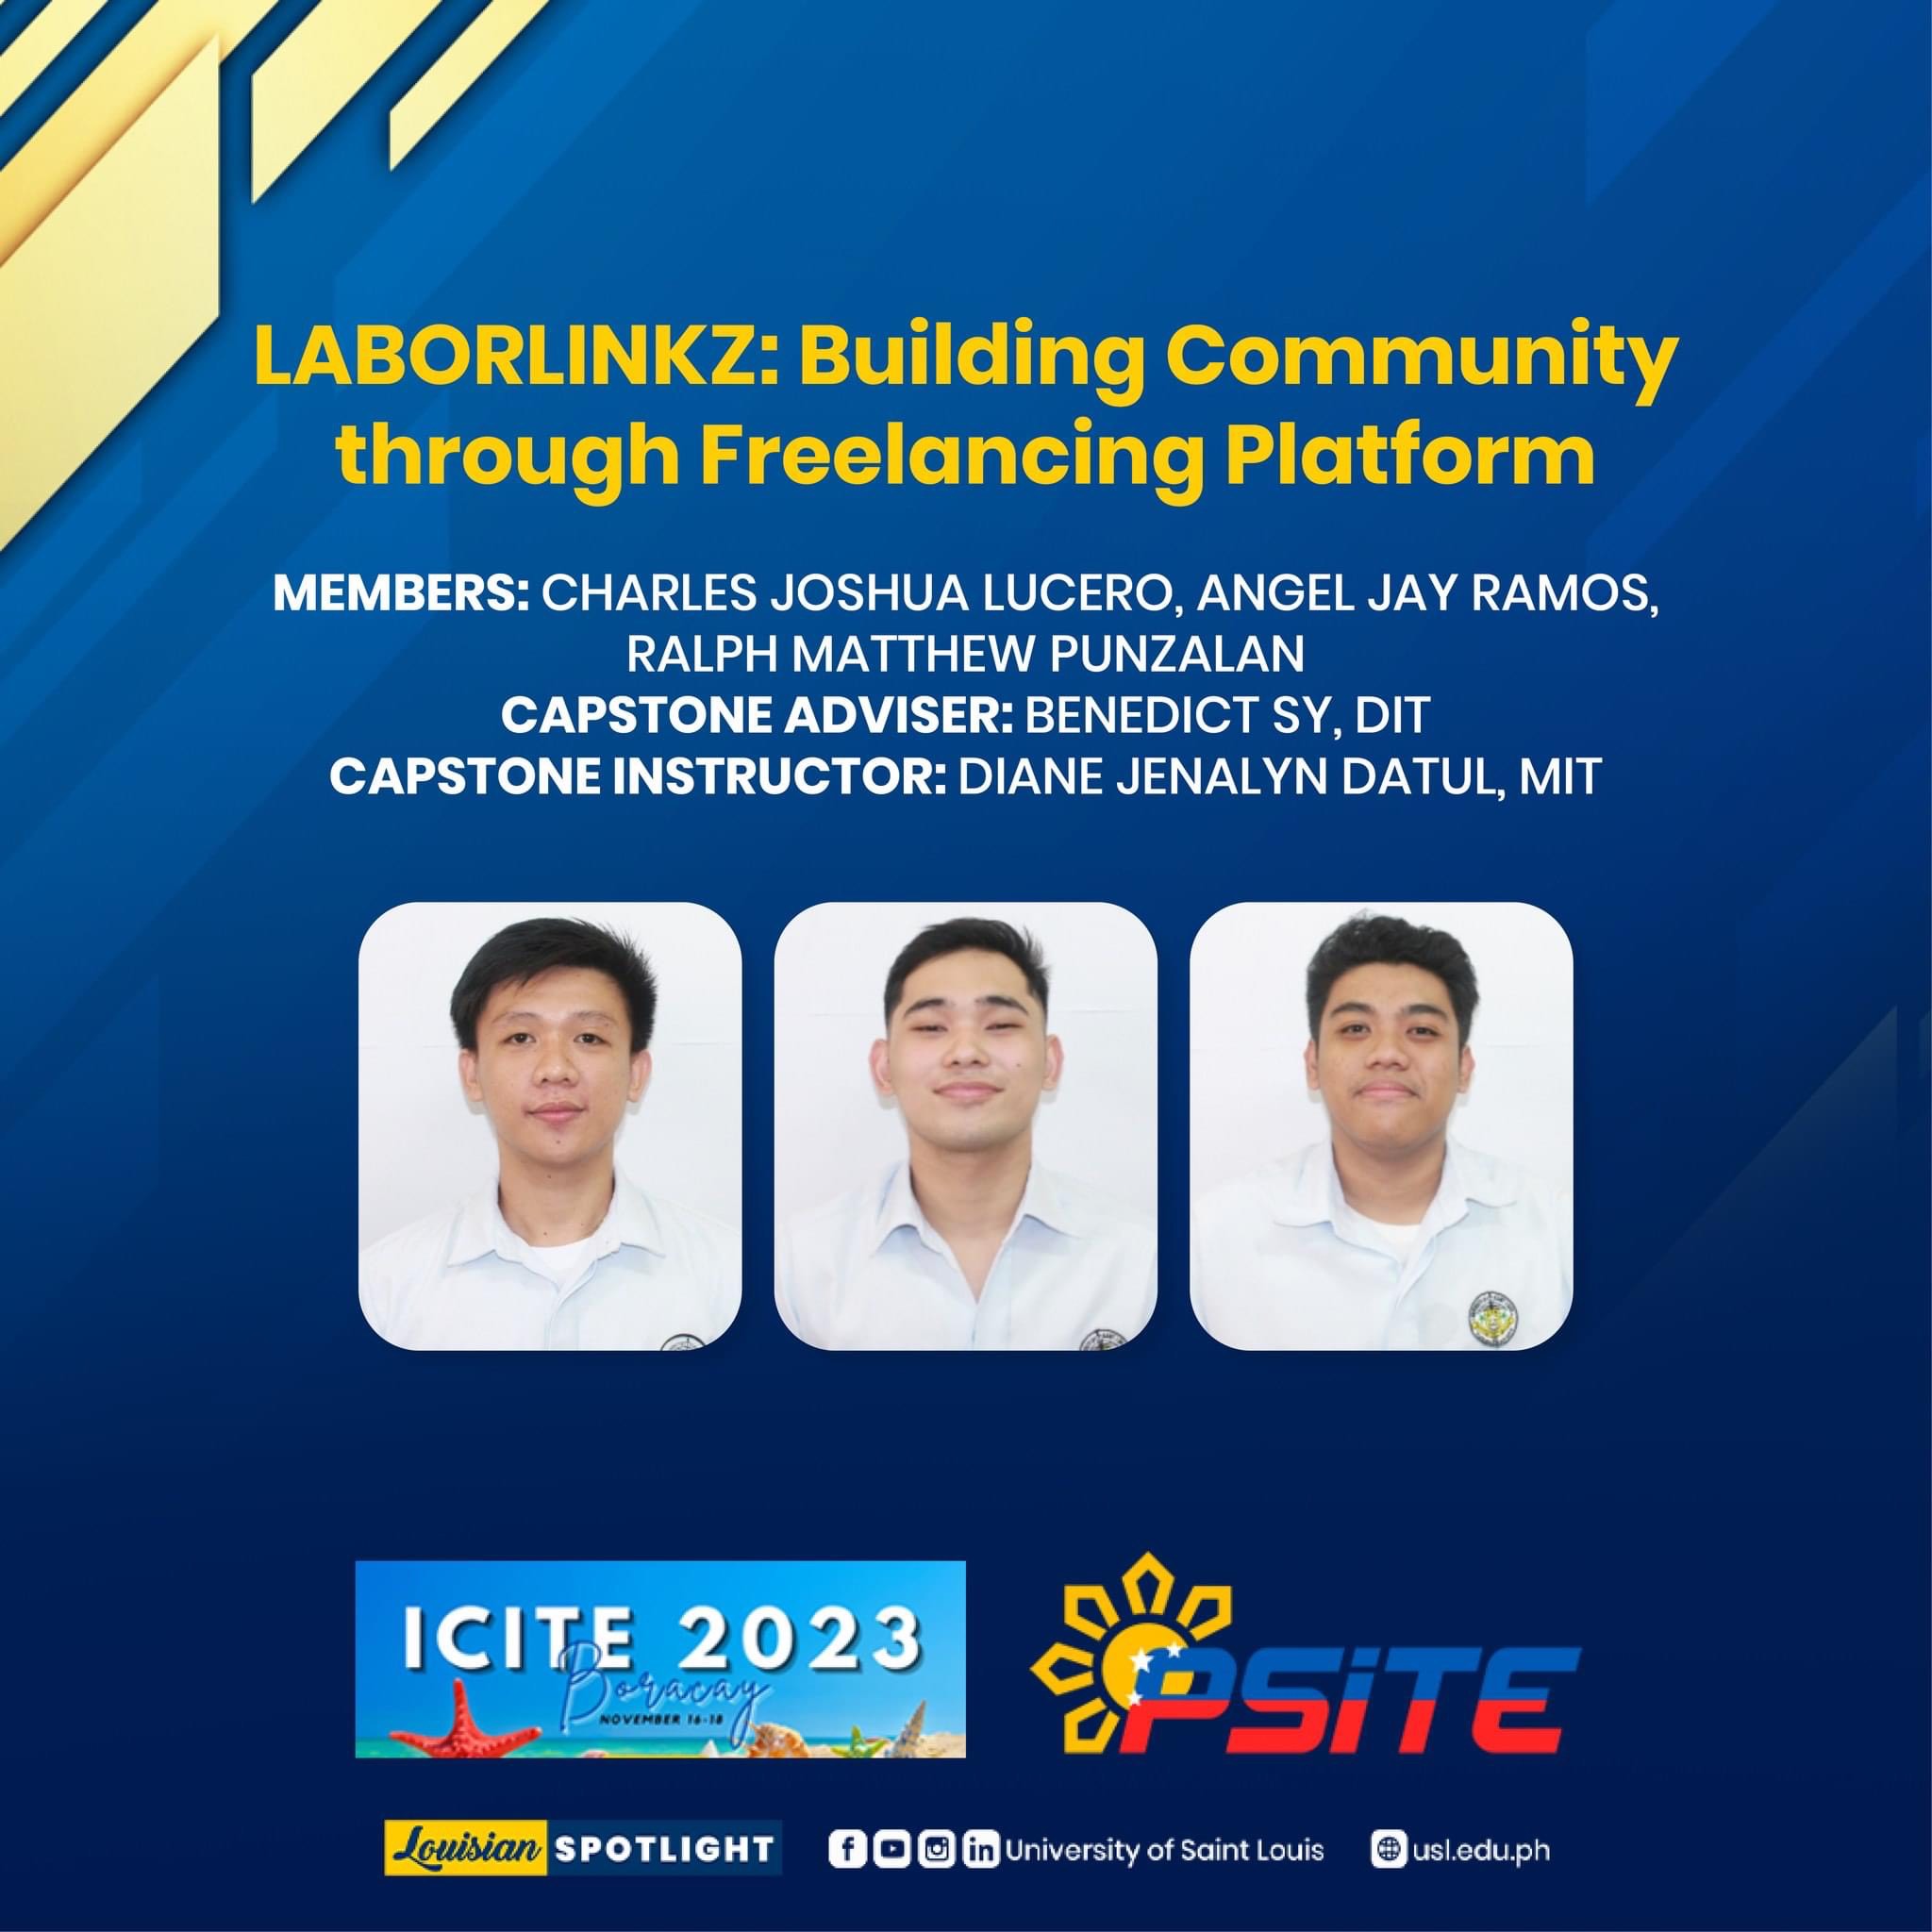 LABORLINKZ: Building Community
through Freelancing Platform
MEMBERS: CHARLES JOSHUA LUCERO, ANGEL JAY RAMOS,
RALPH MATTHEW PUNZALAN
CAPSTONE ADVISER: BENEDICT SY, DIT
CAPSTONE INSTRUCTOR: DIANE JENALYN DATUL, MIT
ICITE 2023
Boracay
NOVEMBER 16-18
PSiTE
Louisian SPOTLIGHT
University of Saint Louis
usl.edu.ph